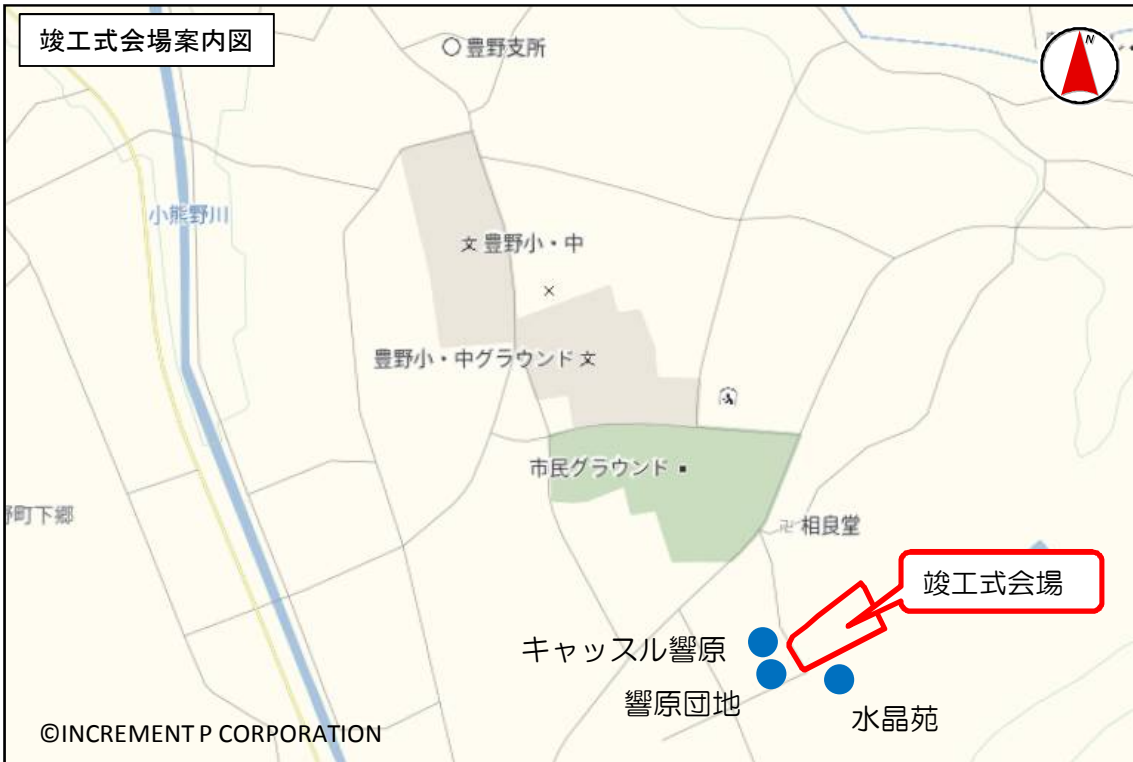 竣工式会場案内図
豊野支所
N
小熊野川
文 豊野小・中
豊野小・中グラウンド 文
市民グラウンド
町下郷
卍 相良堂
竣工式会場
キャッスル響原
響原団地
水晶苑
©INCREMENT P CORPORATION